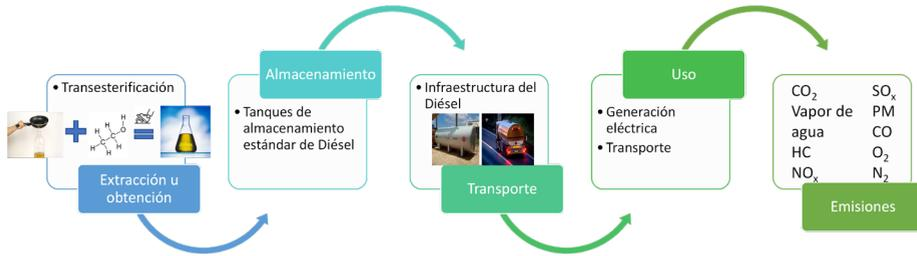 • Transesterificación
H H
H O
C C
H H H
Extracción u
obtención
Almacenamiento
• Tanques de
almacenamiento
estándar de Diésel
• Infraestructura del
Diésel
Transporte
Uso
• Generación
eléctrica
• Transporte
CO₂
Vapor de
agua
HC
NOₓ
SOₓ
PM
CO
O₂
N₂
Emisiones